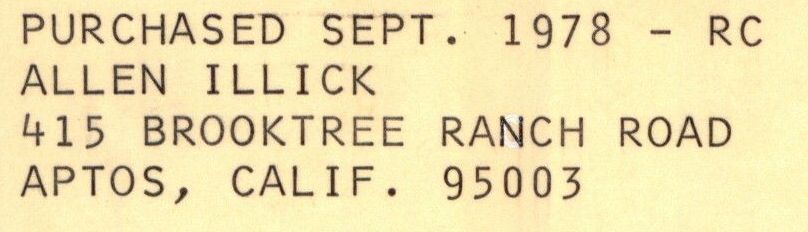 PURCHASED SEPT. 1978 - RC
ALLEN ILLICK
415 BROOKTREE RANCH ROAD
APTOS, CALIF. 95003